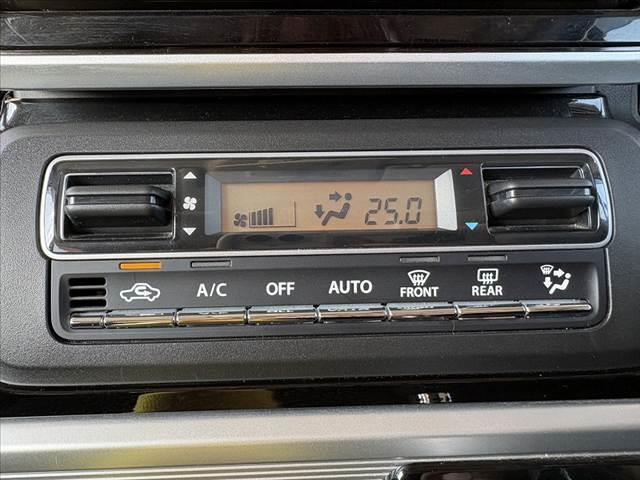 25.0
A/C OFF AUTO FRONT REAR